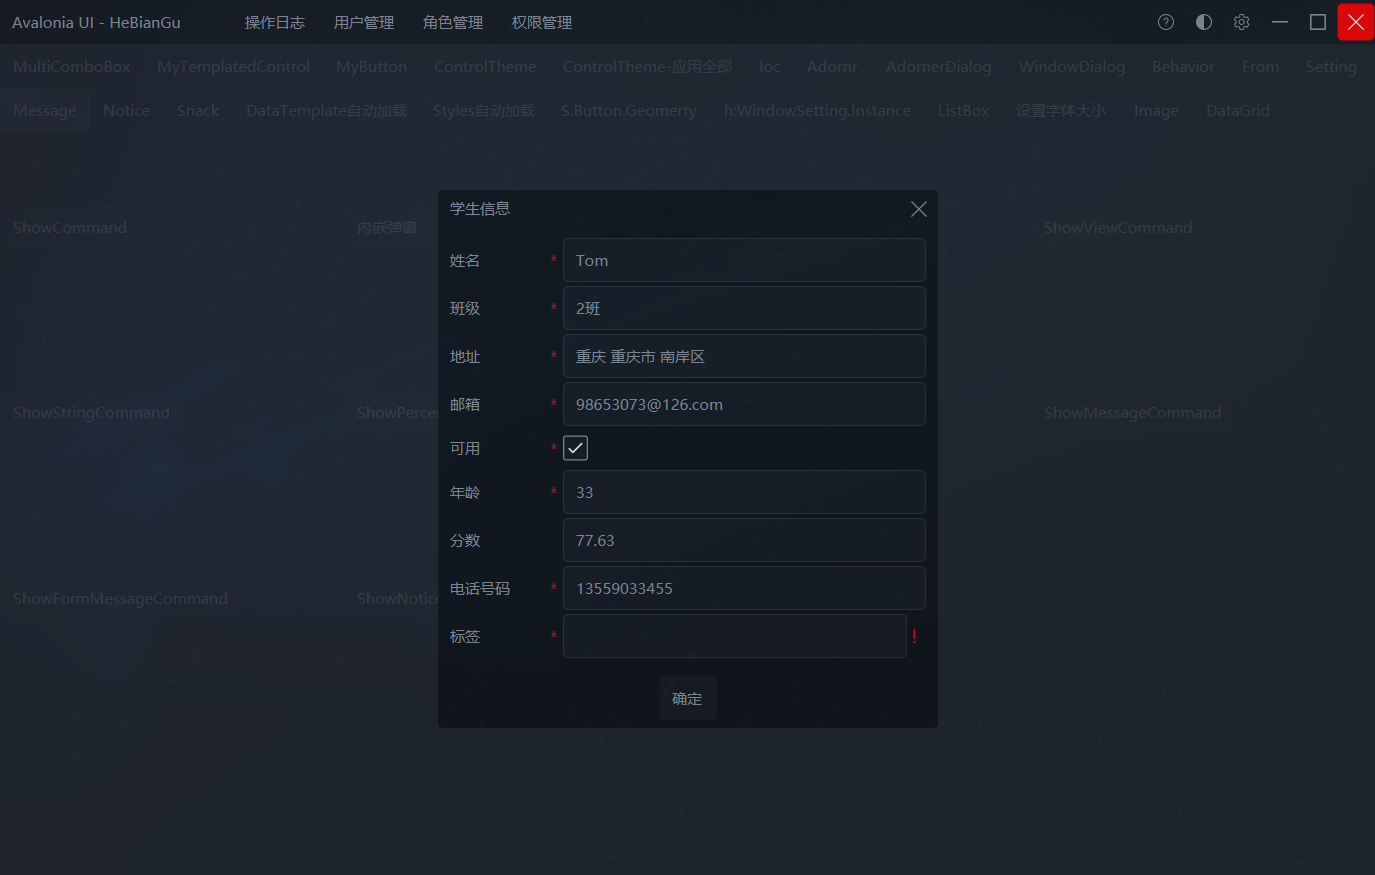 Avalonia UI - HeBianGu 操作日志 用户管理 角色管理 权限管理
MultiComboBox MyTemplatedControl MyButton ControlTheme ControlTheme-应用全部 Ioc Adornr AdornerDialog WindowDialog Behavior From Setting
Message Notice Snack DataTemplate自动加载 Styles自动加载 S.Button.Geomerty h:WindowSetting.Instance ListBox 设置字体大小 Image DataGrid
学生信息
ShowCommand 内嵌弹窗 ShowViewCommand
姓名 * Tom
班级 * 2班
地址 * 重庆 重庆市 南岸区
邮箱 * 98653073@126.com
ShowStringCommand ShowPercer ShowMessageCommand
可用 *
年龄 * 33
分数 77.63
电话号码 * 13559033455
ShowFormMessageCommand ShowNotice
标签 * !
确定